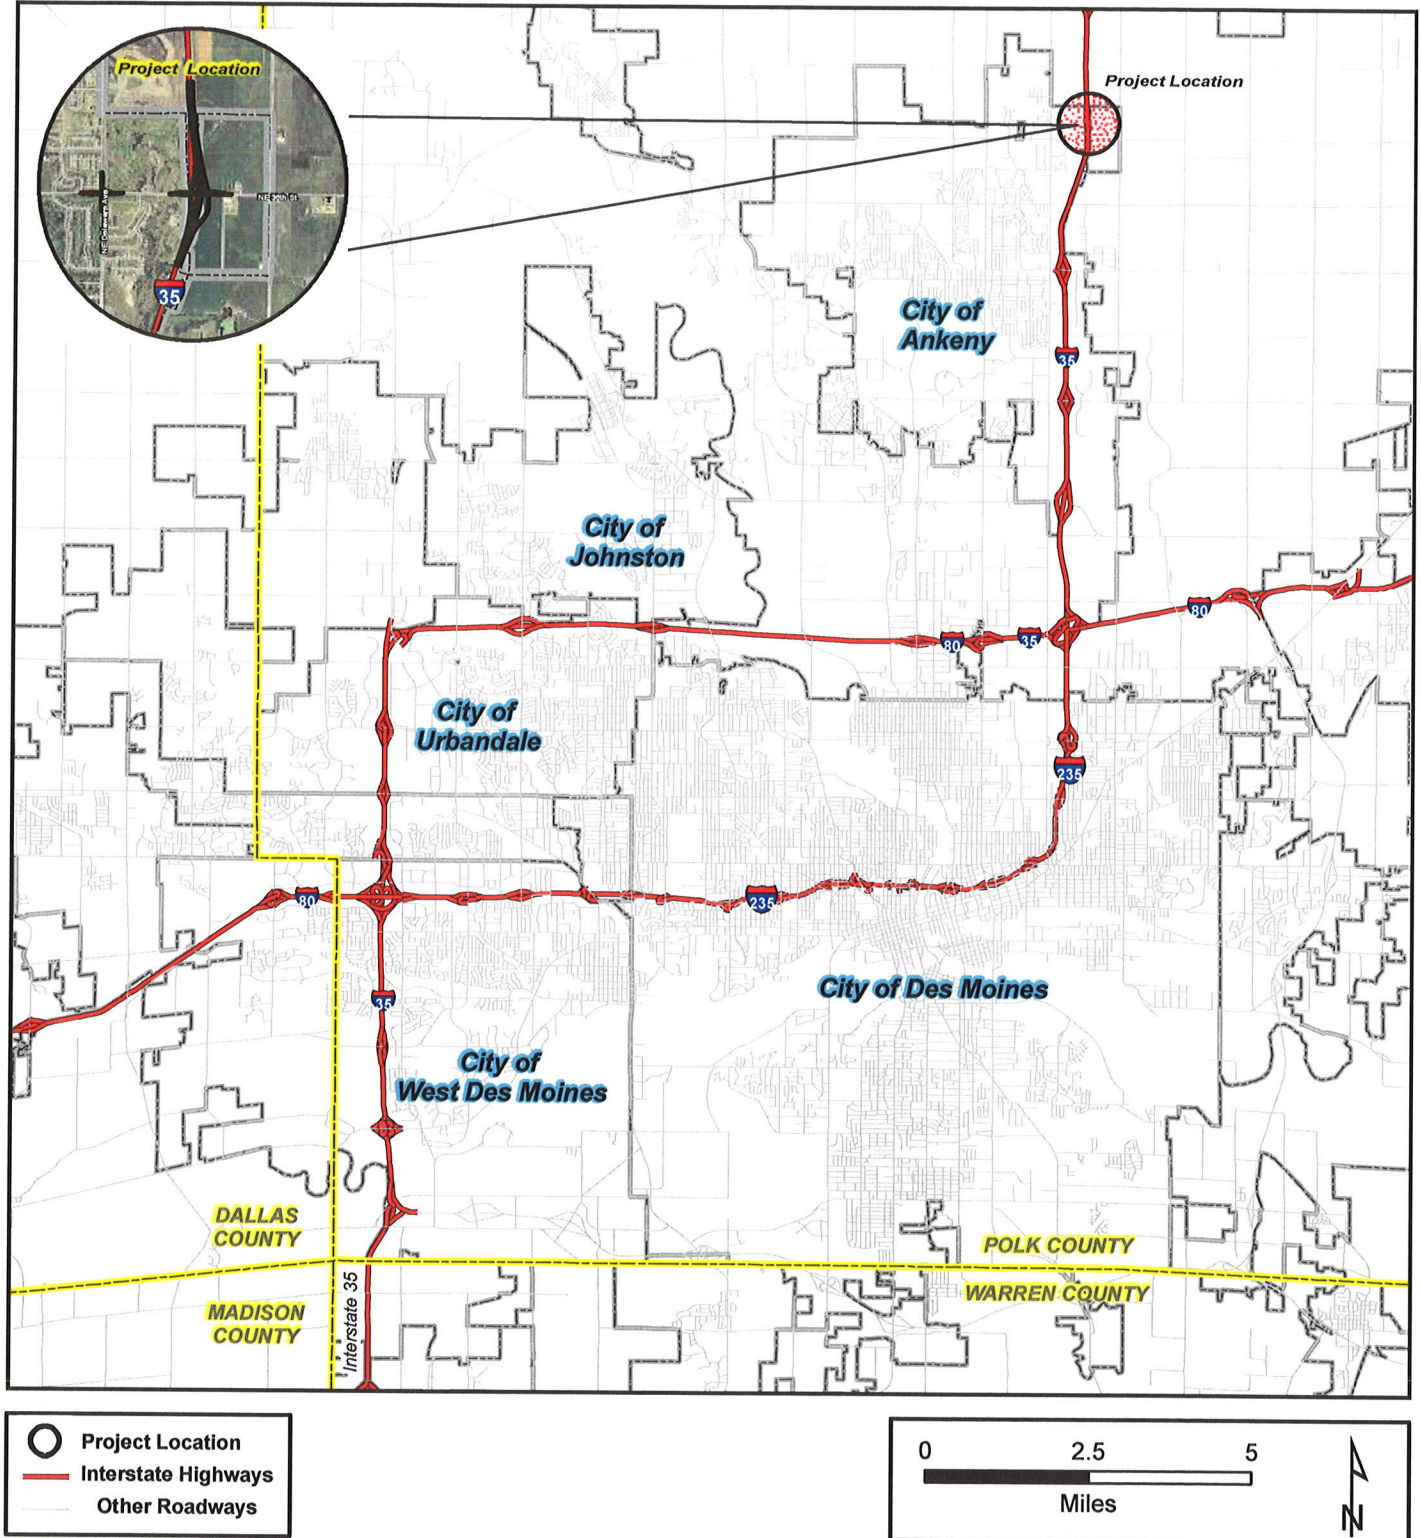 Project Location
NE Delaware Ave
NE 36th St
35
Project Location
City of
Ankeny
35
City of
Johnston
80
80
35
City of
Urbandale
235
80
235
35
City of Des Moines
City of
West Des Moines
DALLAS
COUNTY
POLK COUNTY
MADISON
COUNTY
WARREN COUNTY
Interstate 35
Project Location
Interstate Highways
Other Roadways
0 2.5 5
Miles
N